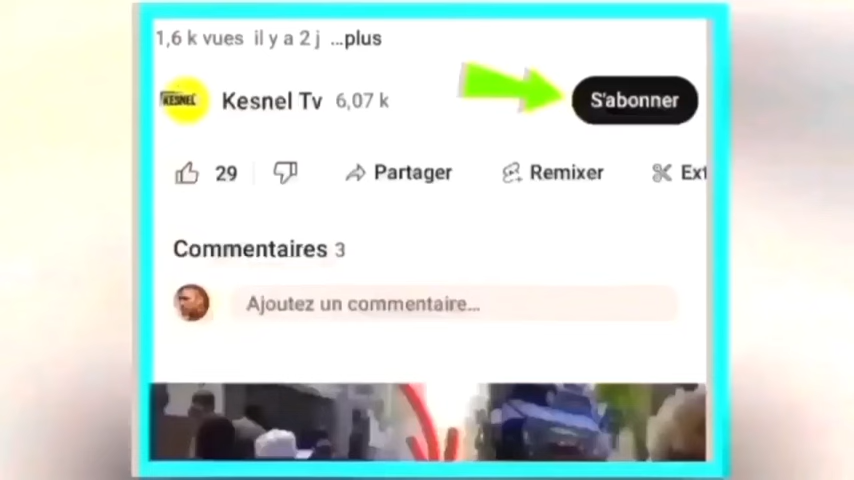 1,6 k vues il y a 2 j ...plus
KESNEL
Kesnel Tv 6,07 k
S'abonner
29
Partager
Remixer
Ext
Commentaires 3
Ajoutez un commentaire...